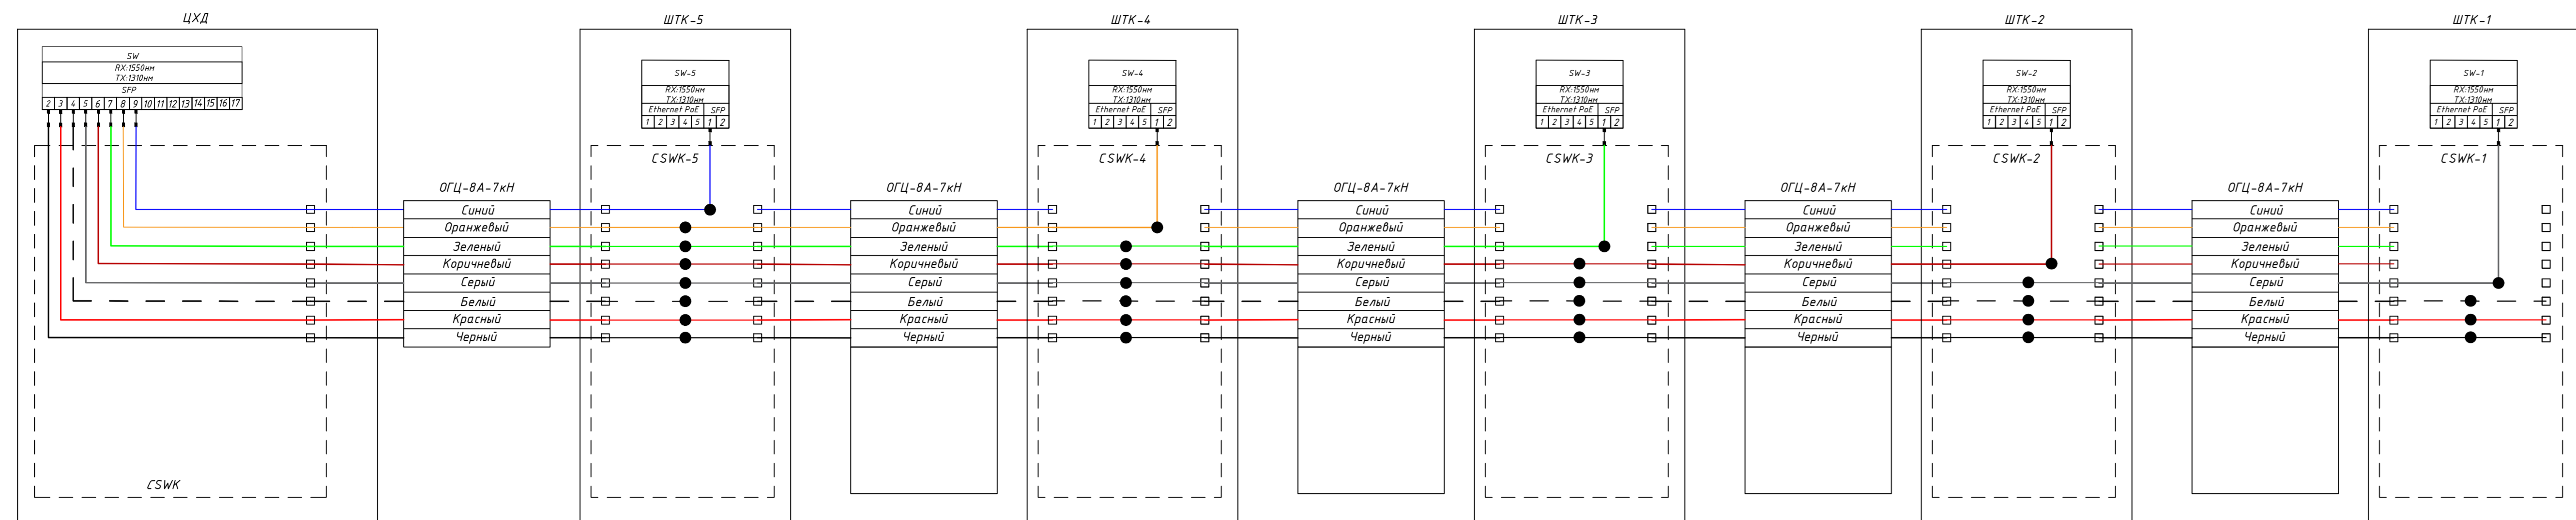 ЦХД
ШТК-5
ШТК-4
ШТК-3
ШТК-2
ШТК-1
SW
RX:1550нм
TX:1310нм
SFP
2 3 4 5 6 7 8 9 10 11 12 13 14 15 16 17
CSWK
SW-5
RX:1550нм
TX:1310нм
Ethernet PoE SFP
1 2 3 4 5 1 2
CSWK-5
SW-4
RX:1550нм
TX:1310нм
Ethernet PoE SFP
1 2 3 4 5 1 2
CSWK-4
SW-3
RX:1550нм
TX:1310нм
Ethernet PoE SFP
1 2 3 4 5 1 2
CSWK-3
SW-2
RX:1550нм
TX:1310нм
Ethernet PoE SFP
1 2 3 4 5 1 2
CSWK-2
SW-1
RX:1550нм
TX:1310нм
Ethernet PoE SFP
1 2 3 4 5 1 2
CSWK-1
ОГЦ-8А-7кН
Синий
Оранжевый
Зеленый
Коричневый
Серый
Белый
Красный
Черный
ОГЦ-8А-7кН
Синий
Оранжевый
Зеленый
Коричневый
Серый
Белый
Красный
Черный
ОГЦ-8А-7кН
Синий
Оранжевый
Зеленый
Коричневый
Серый
Белый
Красный
Черный
ОГЦ-8А-7кН
Синий
Оранжевый
Зеленый
Коричневый
Серый
Белый
Красный
Черный
ОГЦ-8А-7кН
Синий
Оранжевый
Зеленый
Коричневый
Серый
Белый
Красный
Черный